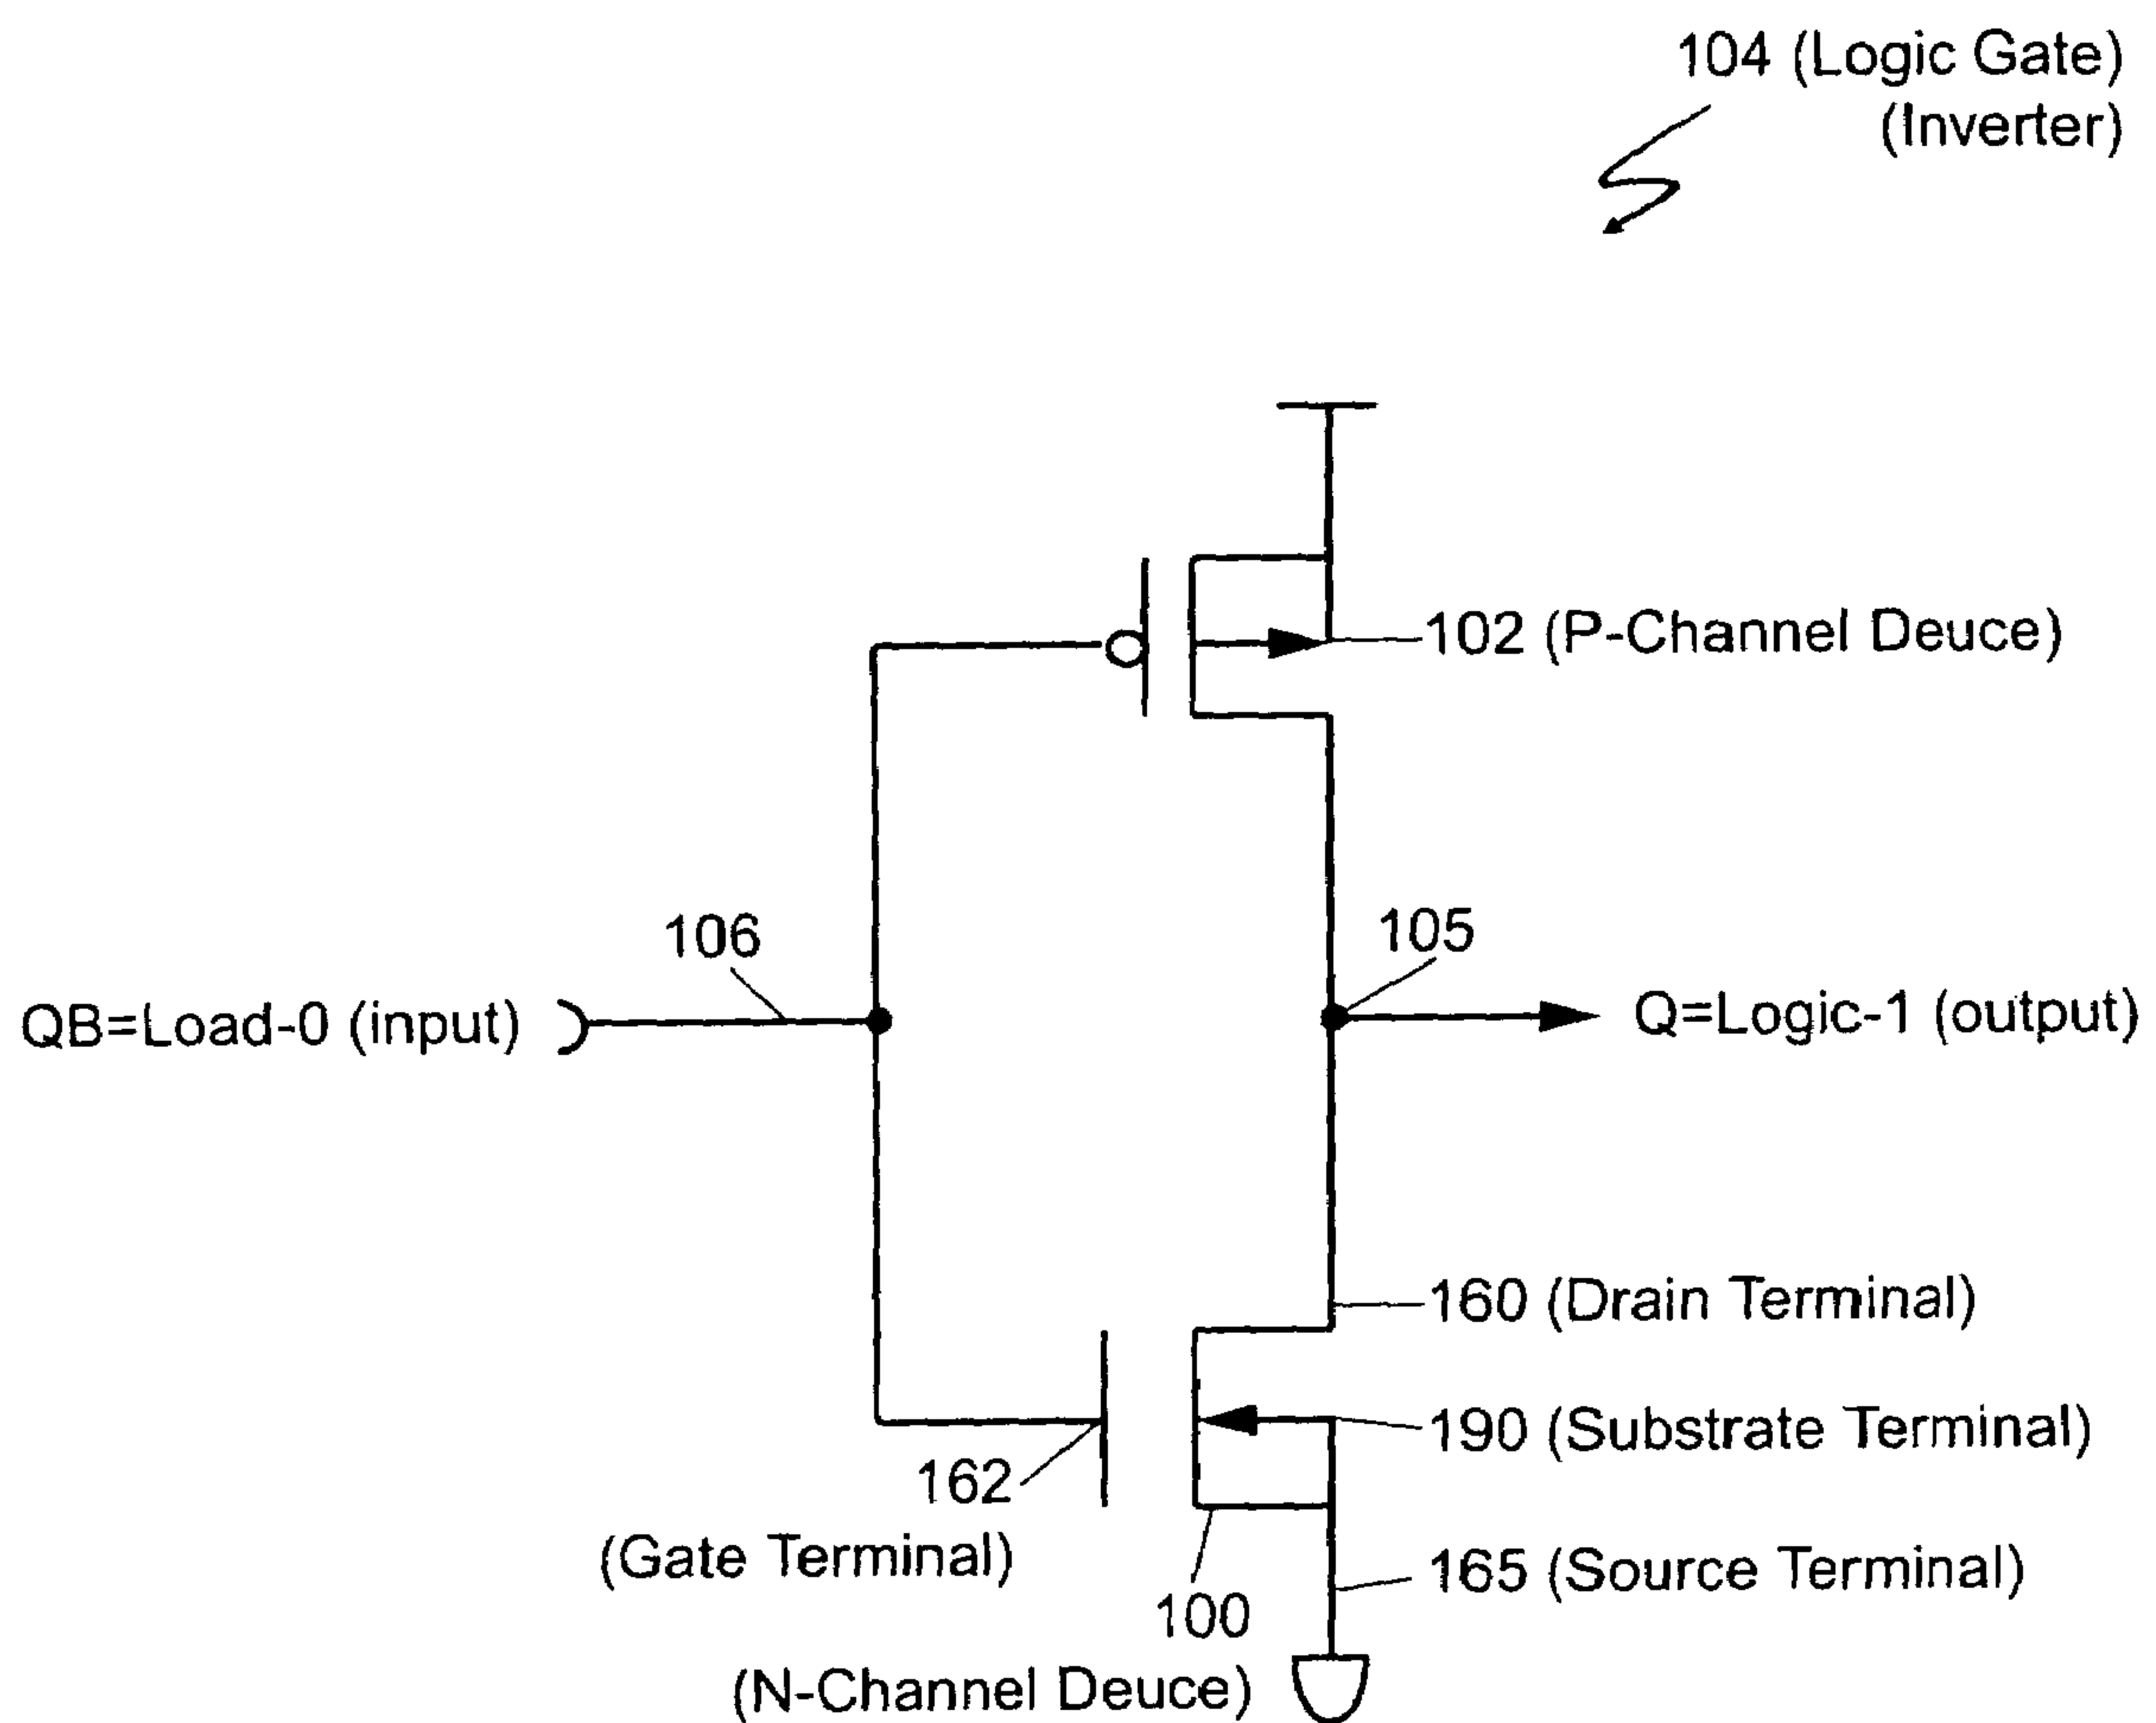 104 (Logic Gate)
(Inverter)
102 (P-Channel Deuce)
106
105
QB=Load-0 (input)
Q=Logic-1 (output)
160 (Drain Terminal)
190 (Substrate Terminal)
162
(Gate Terminal)
165 (Source Terminal)
100
(N-Channel Deuce)